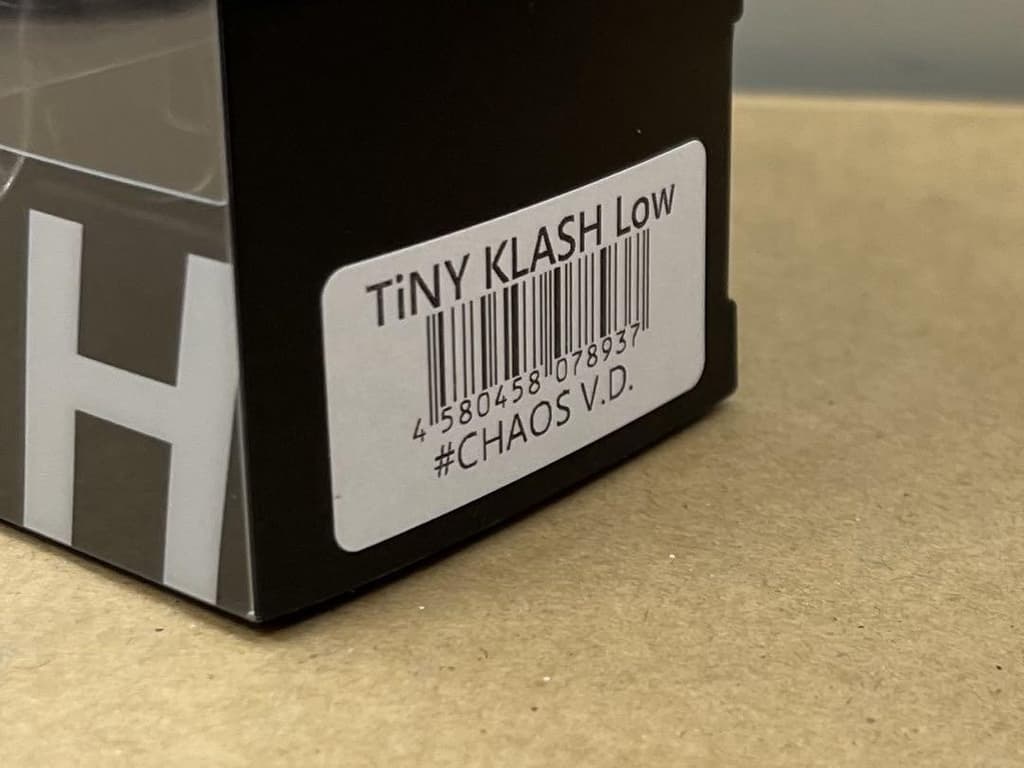 H
TiNY KLASH Low
4 580458 078937
#CHAOS V.D.